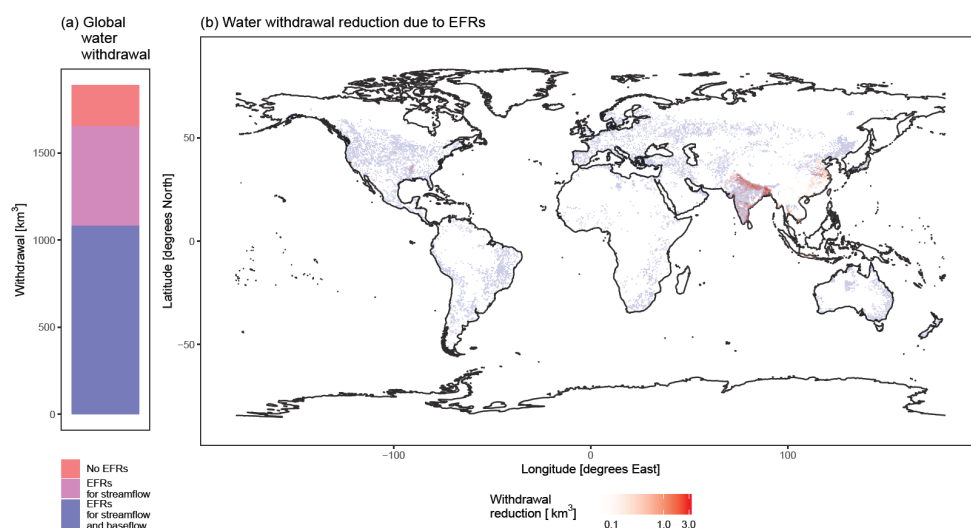 (a) Global
water
withdrawal
(b) Water withdrawal reduction due to EFRs
Withdrawal [km³]
1500
1000
500
0
Latitude [degrees North]
50
0
−50
−100
0
100
Longitude [degrees East]
No EFRs
EFRs
for streamflow
EFRs
for streamflow
and baseflow
Withdrawal
reduction [ km³]
0.1 1.0 3.0